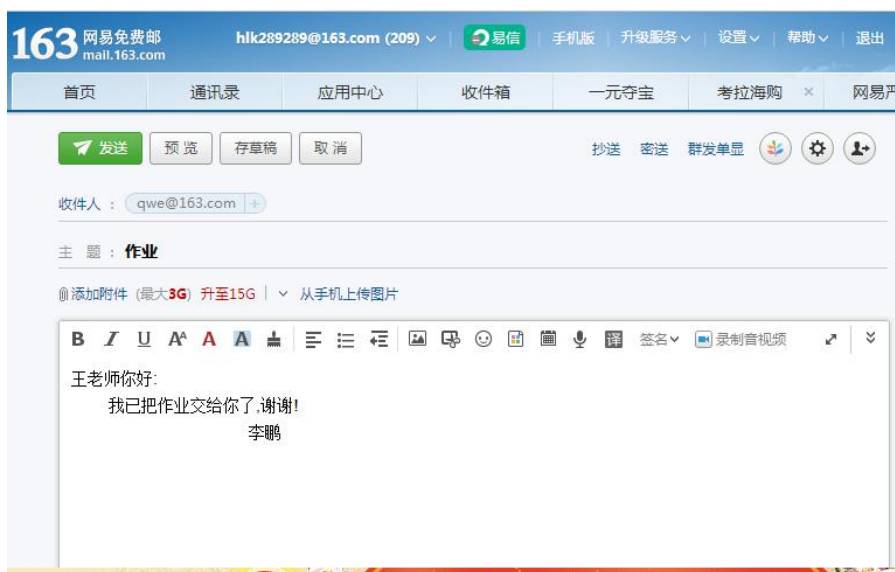 163 网易免费邮
mail.163.com
hlk289289@163.com (209)
易信
手机版 升级服务 设置 帮助 退出
首页 通讯录 应用中心 收件箱 一元夺宝 考拉海购 × 网易严
发送 预览 存草稿 取消
抄送 密送 群发单显
收件人 : qwe@163.com +
主 题 : 作业
添加附件 (最大3G) 升至15G 从手机上传图片
B I U AA A A 译 签名 录制音视频
王老师你好:
我已把作业交给你了,谢谢!
李鹏